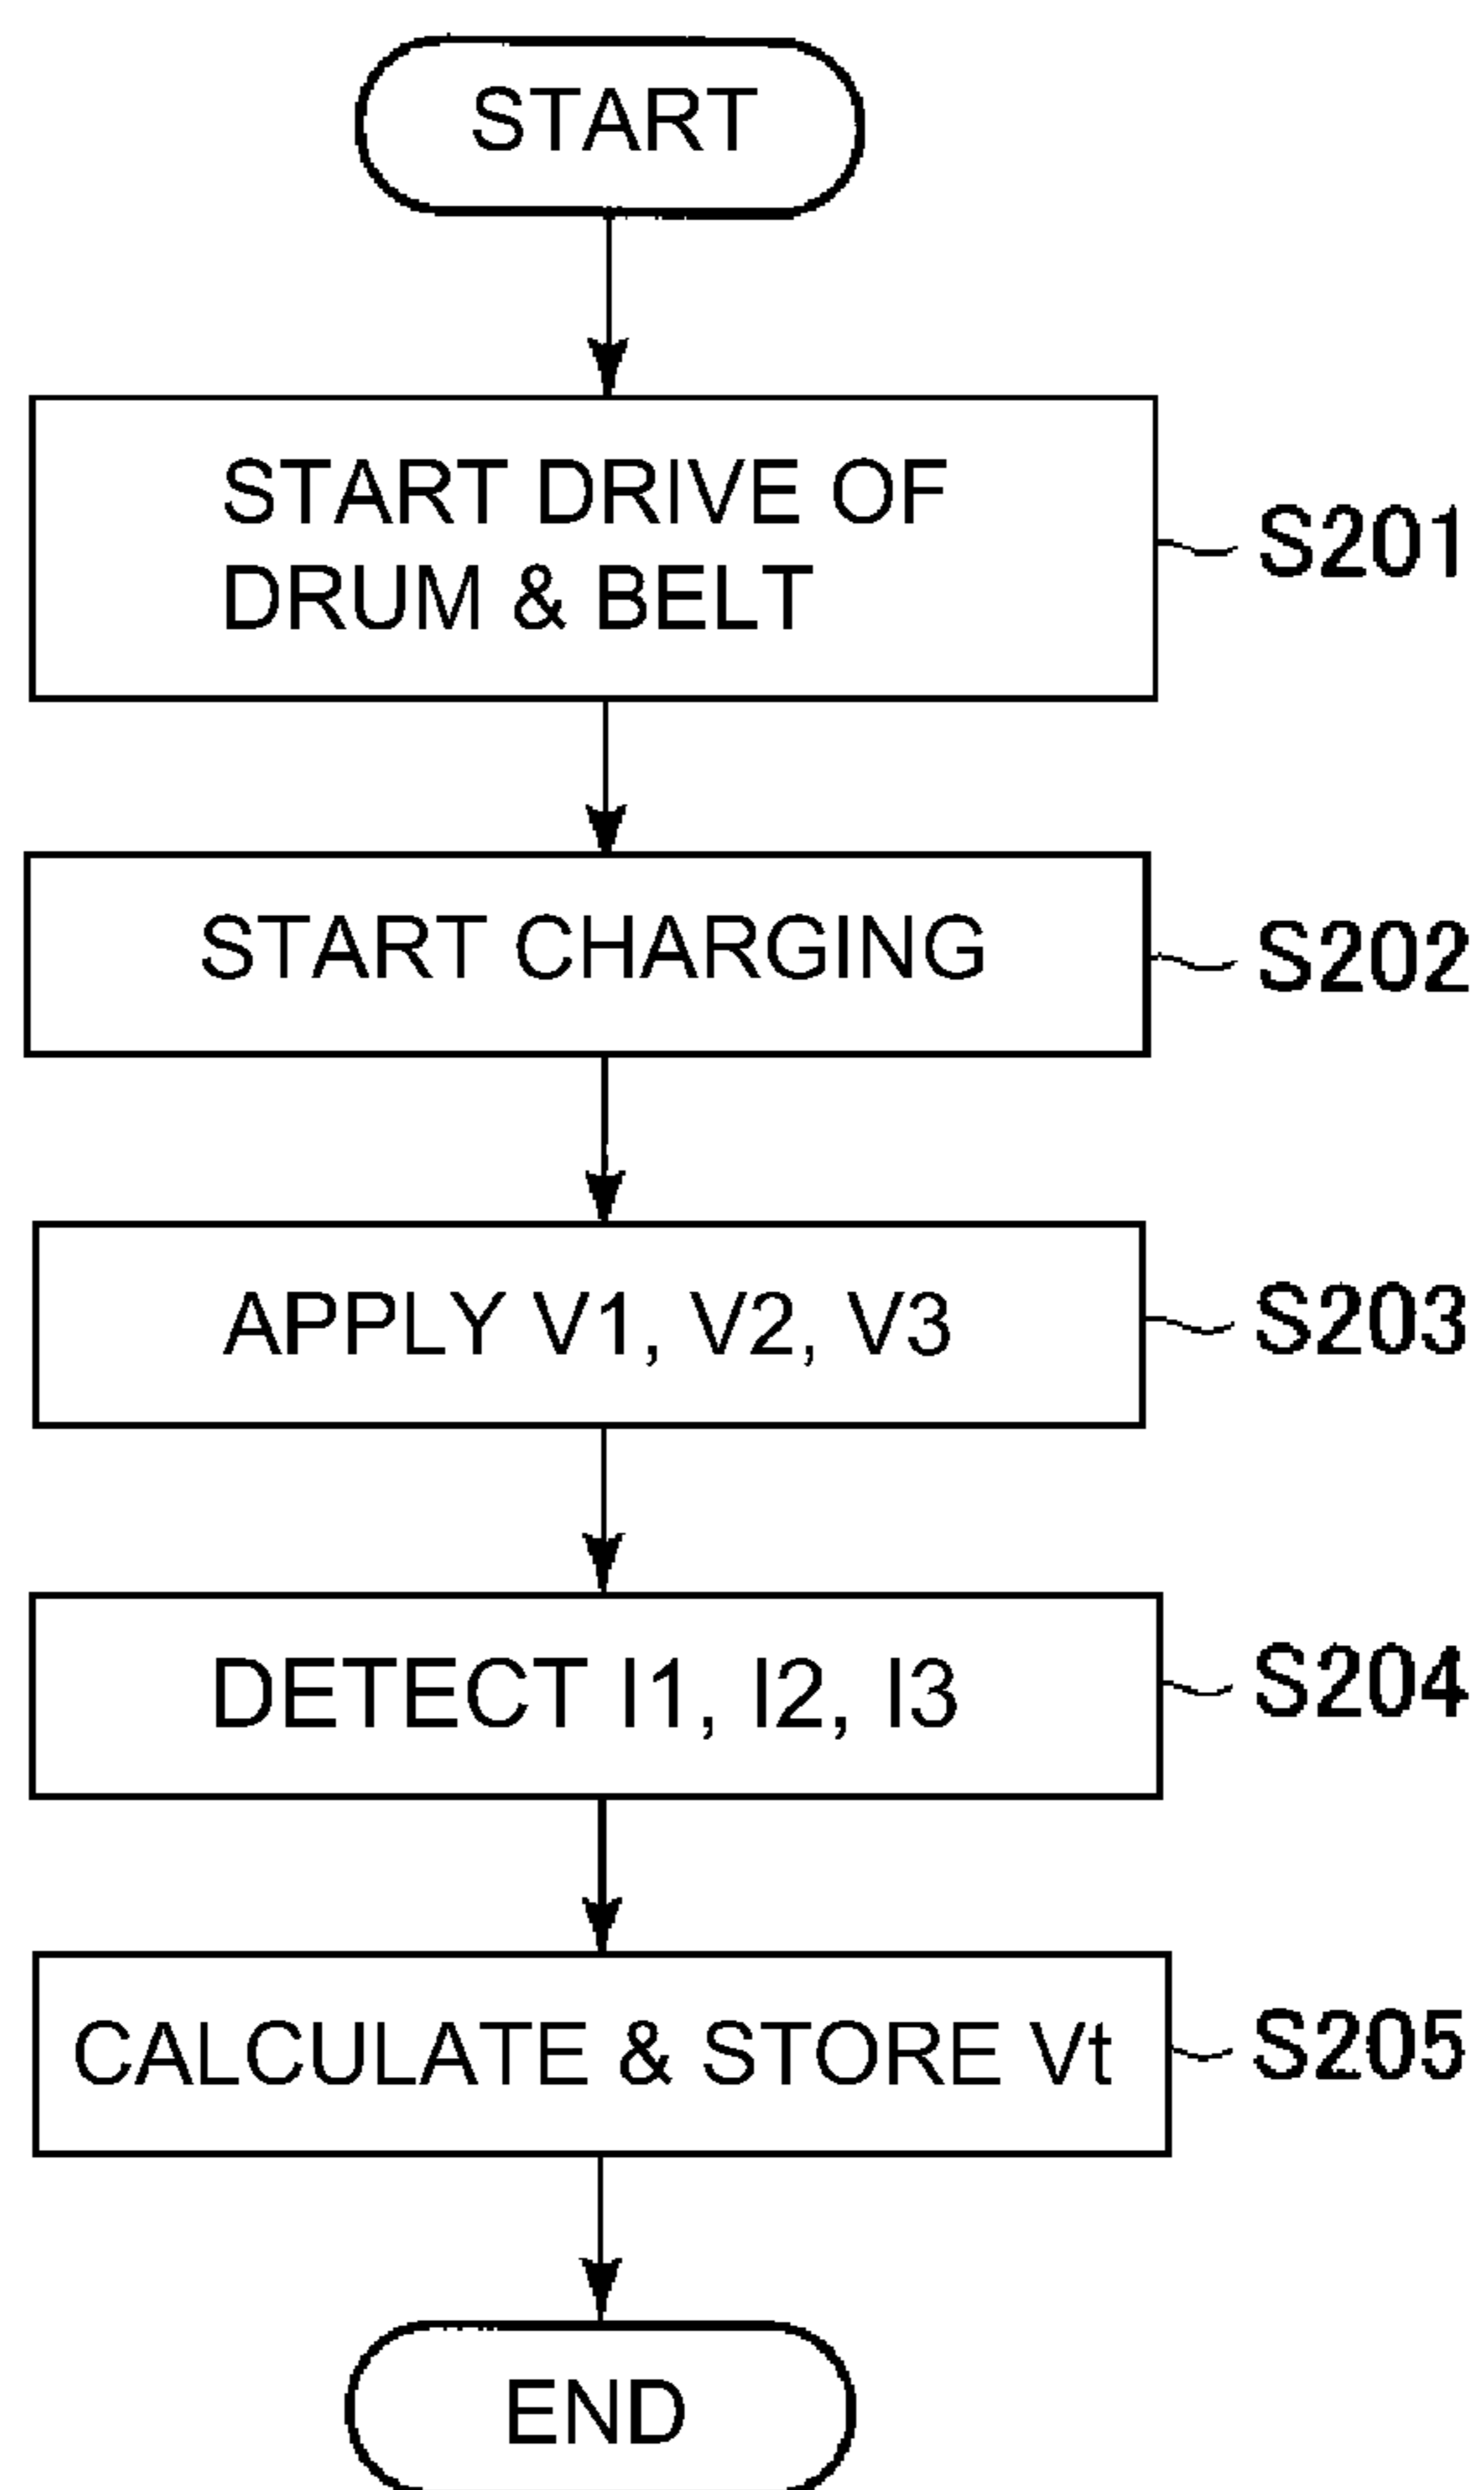 START
START DRIVE OF
DRUM & BELT
S201
START CHARGING
S202
APPLY V1, V2, V3
S203
DETECT I1, I2, I3
S204
CALCULATE & STORE Vt
S205
END